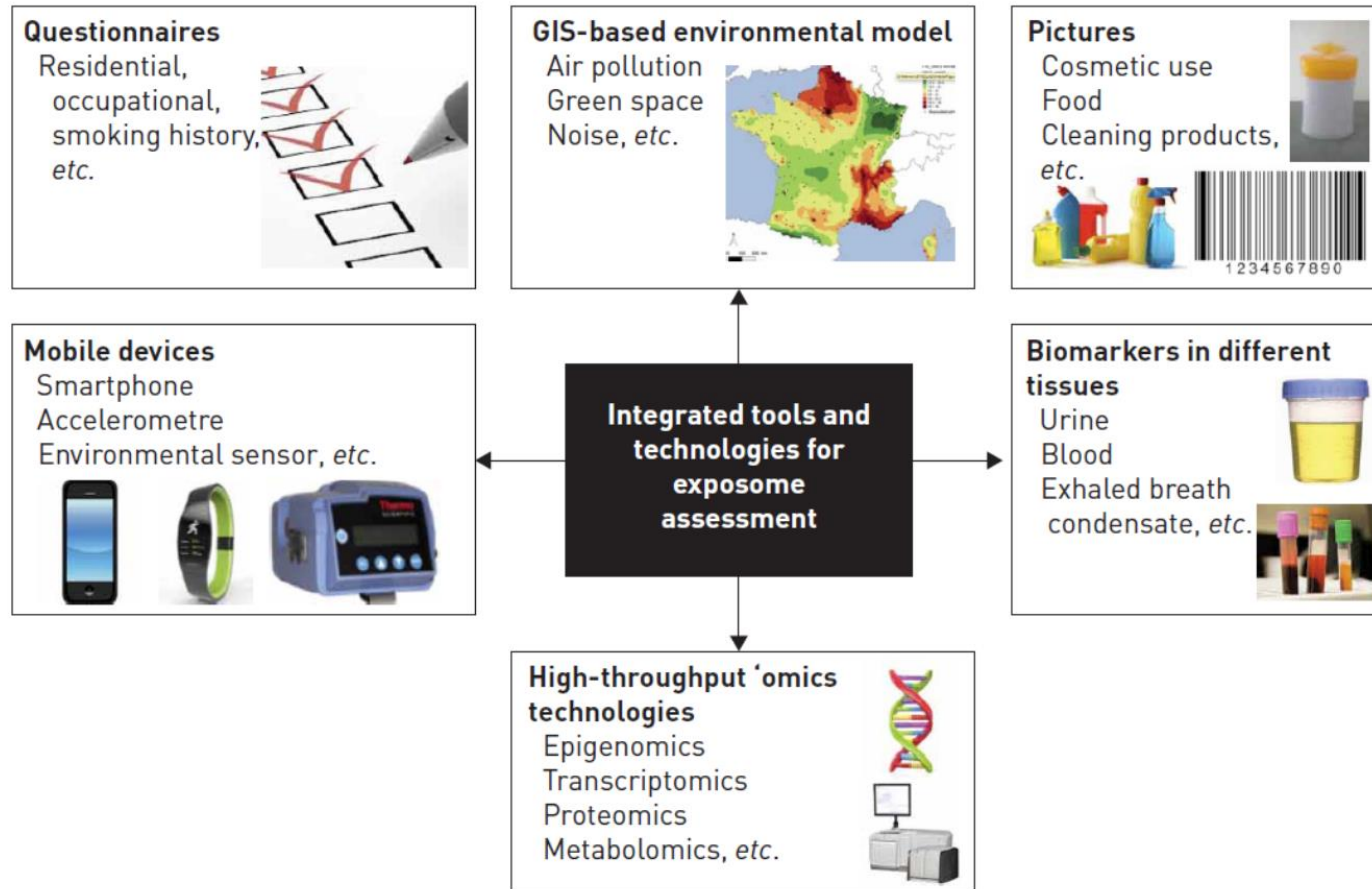 Questionnaires
Residential,
occupational,
smoking history,
etc.
GIS-based environmental model
Air pollution
Green space
Noise, etc.
Pictures
Cosmetic use
Food
Cleaning products,
etc.
1234567890
Mobile devices
Smartphone
Accelerometre
Environmental sensor, etc.
Thermo
SCIENTIFIC
Integrated tools and
technologies for
exposome
assessment
Biomarkers in different
tissues
Urine
Blood
Exhaled breath
condensate, etc.
High-throughput ‘omics
technologies
Epigenomics
Transcriptomics
Proteomics
Metabolomics, etc.